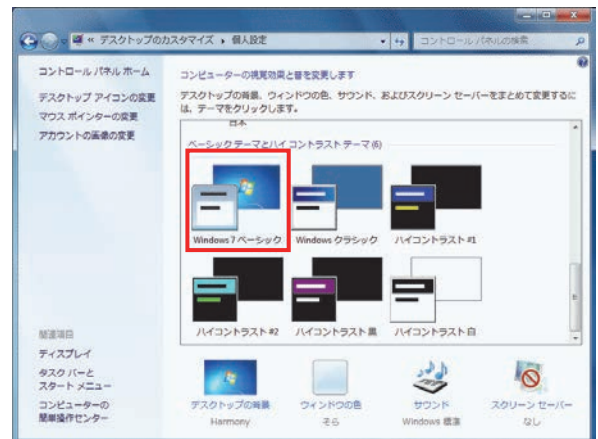 « デスクトップのカスタマイズ ▸ 個人設定
コントロール パネルの検索
コントロール パネル ホーム
デスクトップ アイコンの変更
マウス ポインターの変更
アカウントの画像の変更
コンピューターの視覚効果と音を変更します
デスクトップの背景、ウィンドウの色、サウンド、およびスクリーン セーバーをまとめて変更するに
は、テーマをクリックします。
日本
ベーシック テーマとハイ コントラスト テーマ (6)
Windows 7 ベーシック
Windows クラシック
ハイコントラスト #1
ハイコントラスト #2
ハイコントラスト 黒
ハイコントラスト 白
関連項目
ディスプレイ
タスク バーと
スタート メニュー
コンピューターの
簡単操作センター
デスクトップの背景
Harmony
ウィンドウの色
そら
サウンド
Windows 標準
スクリーン セーバー
なし